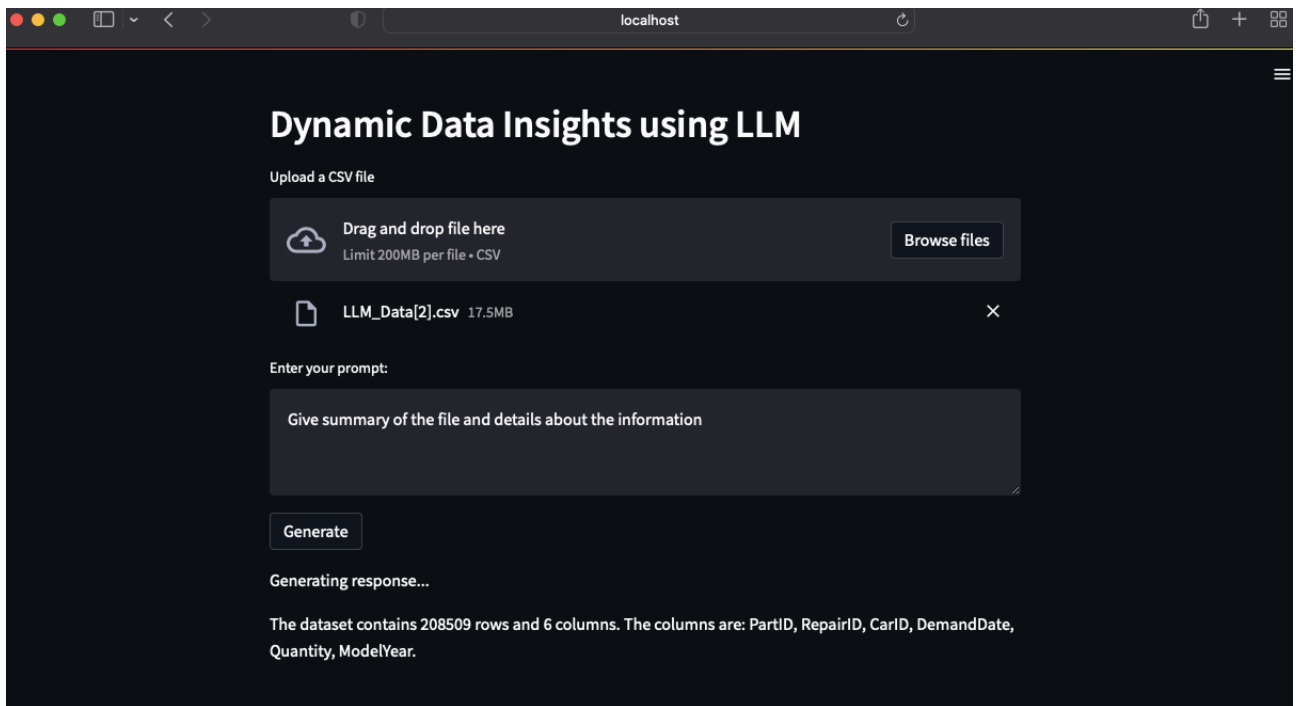 localhost
Dynamic Data Insights using LLM
Upload a CSV file
Drag and drop file here
Limit 200MB per file • CSV
Browse files
LLM_Data[2].csv 17.5MB
Enter your prompt:
Give summary of the file and details about the information
Generate
Generating response...
The dataset contains 208509 rows and 6 columns. The columns are: PartID, RepairID, CarID, DemandDate,
Quantity, ModelYear.